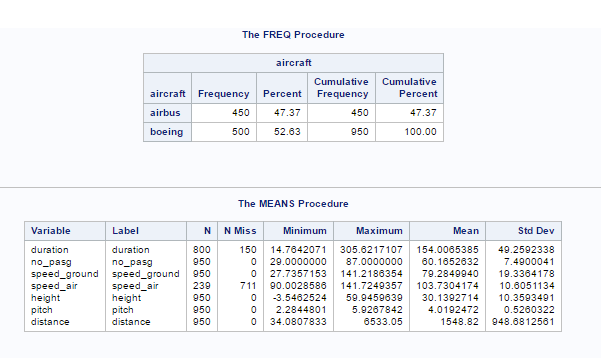 The FREQ Procedure
aircraft
aircraft Frequency Percent Cumulative Frequency Cumulative Percent
airbus 450 47.37 450 47.37
boeing 500 52.63 950 100.00
The MEANS Procedure
Variable Label N N Miss Minimum Maximum Mean Std Dev
duration duration 800 150 14.7642071 305.6217107 154.0065385 49.2592338
no_pasg no_pasg 950 0 29.0000000 87.0000000 60.1652632 7.4900041
speed_ground speed_ground 950 0 27.7357153 141.2186354 79.2849940 19.3364178
speed_air speed_air 239 711 90.0028586 141.7249357 103.7304174 10.6051134
height height 950 0 -3.5462524 59.9459639 30.1392714 10.3593491
pitch pitch 950 0 2.2844801 5.9267842 4.0192472 0.5260322
distance distance 950 0 34.0807833 6533.05 1548.82 948.6812561